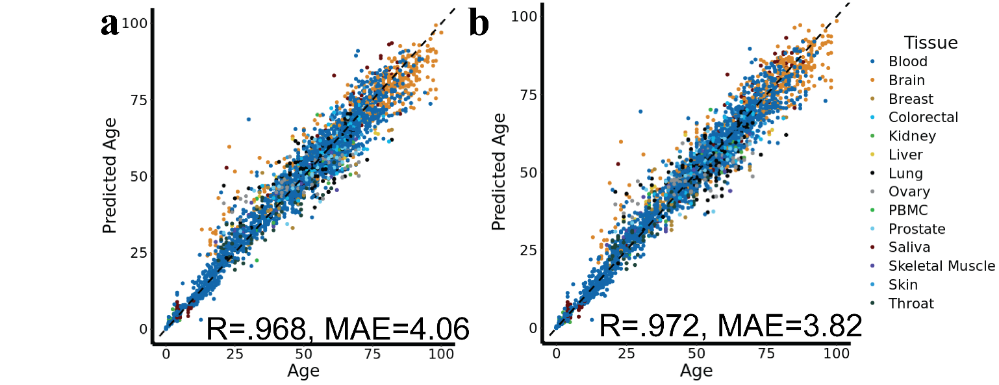 a
100
75
50
25
0
Predicted Age
R=.968, MAE=4.06
0 25 50 75 100
Age
b
100
75
50
25
0
Predicted Age
R=.972, MAE=3.82
0 25 50 75 100
Age
Tissue
Blood
Brain
Breast
Colorectal
Kidney
Liver
Lung
Ovary
PBMC
Prostate
Saliva
Skeletal Muscle
Skin
Throat